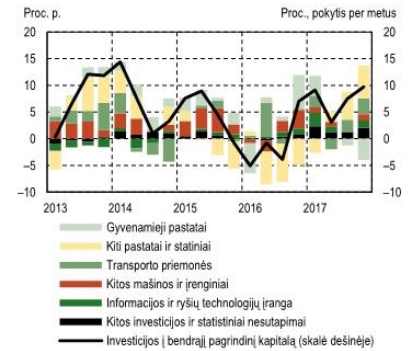 Proc. p. Proc., pokytis per metus
20 20
15 15
10 10
5 5
0 0
–5 –5
–10 –10
2013 2014 2015 2016 2017
Gyvenamieji pastatai
Kiti pastatai ir statiniai
Transporto priemonės
Kitos mašinos ir įrenginiai
Informacijos ir ryšių technologijų įranga
Kitos investicijos ir statistiniai nesutapimai
Investicijos į bendrąjį pagrindinį kapitalą (skalė dešinėje)